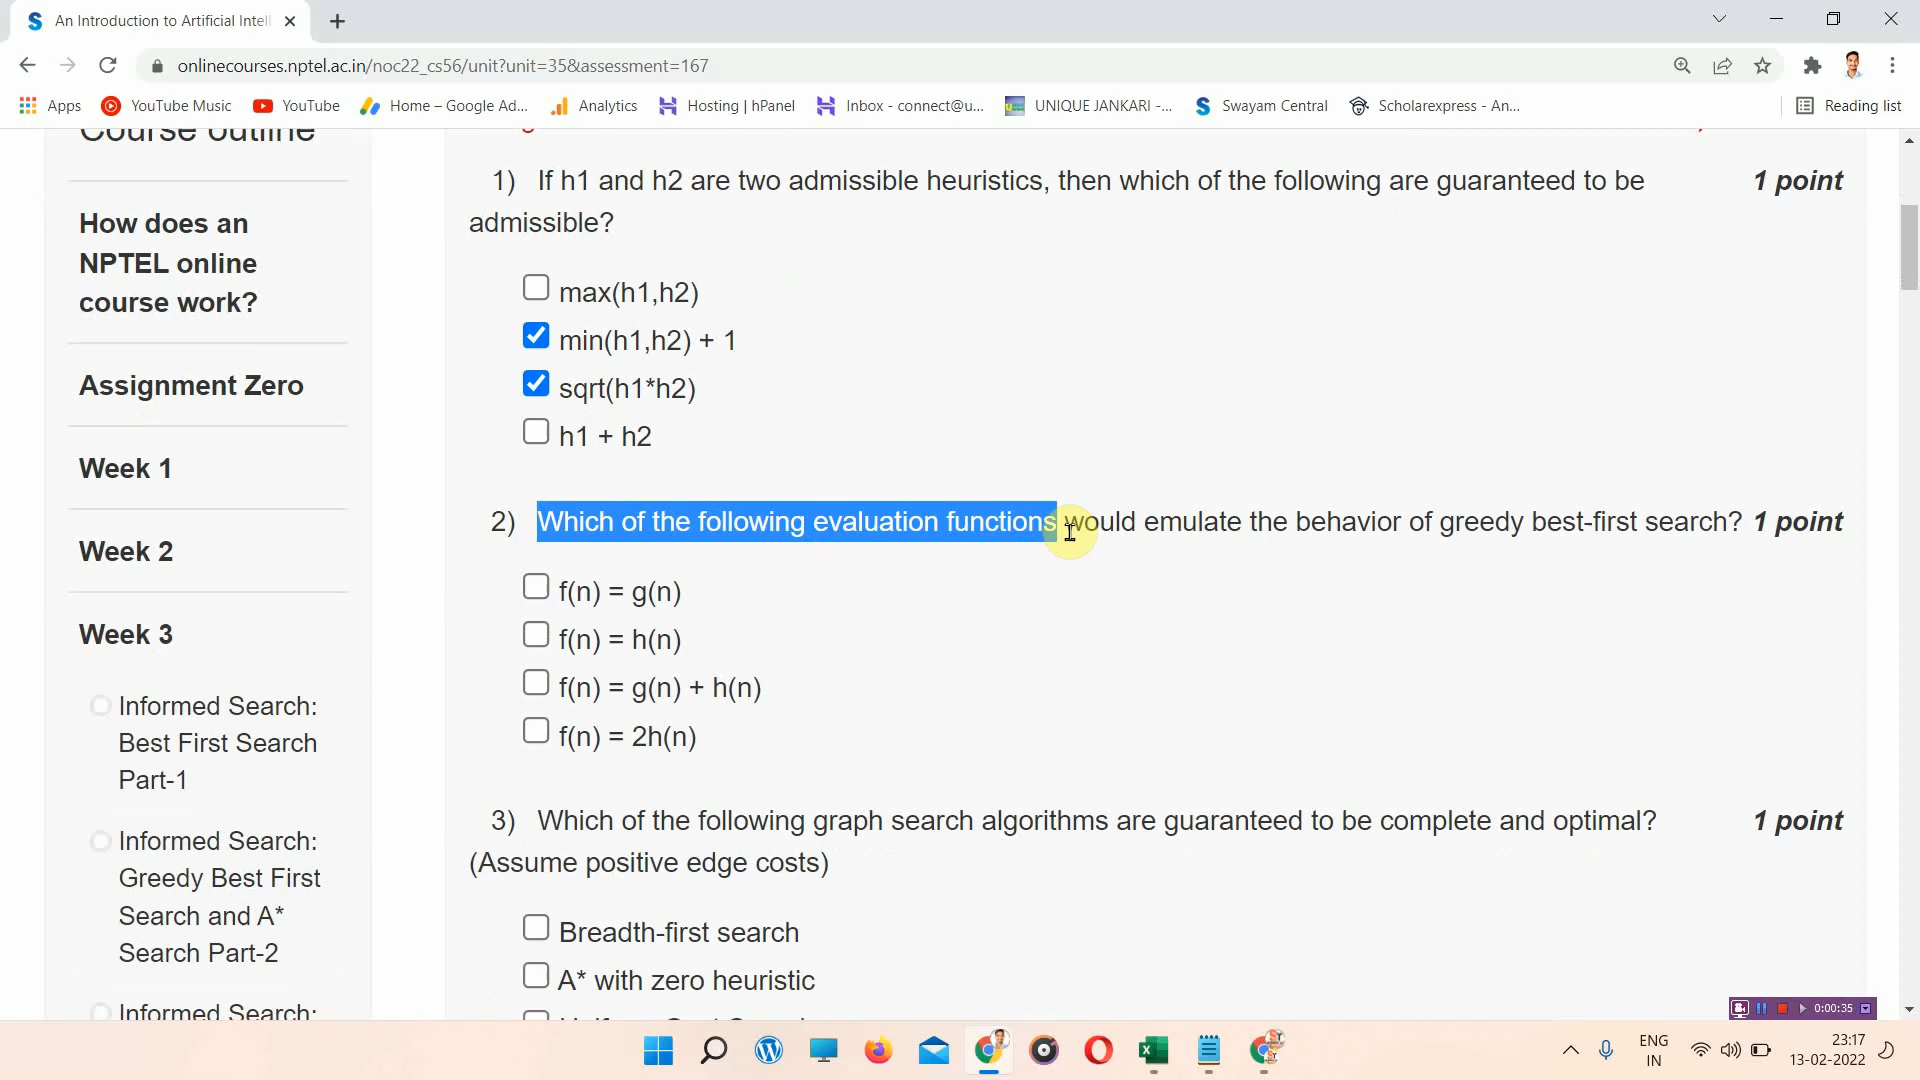 An Introduction to Artificial Intell
onlinecourses.nptel.ac.in/noc22_cs56/unit?unit=35&assessment=167
Apps YouTube Music YouTube Home – Google Ad... Analytics Hosting | hPanel Inbox - connect@u... UNIQUE JANKARI -... Swayam Central Scholarexpress - An... Reading list
Course outline
How does an
NPTEL online
course work?
Assignment Zero
Week 1
Week 2
Week 3
Informed Search:
Best First Search
Part-1
Informed Search:
Greedy Best First
Search and A*
Search Part-2
Informed Search:
1) If h1 and h2 are two admissible heuristics, then which of the following are guaranteed to be 1 point
admissible?
max(h1,h2)
min(h1,h2) + 1
sqrt(h1*h2)
h1 + h2
2) Which of the following evaluation functions would emulate the behavior of greedy best-first search? 1 point
f(n) = g(n)
f(n) = h(n)
f(n) = g(n) + h(n)
f(n) = 2h(n)
3) Which of the following graph search algorithms are guaranteed to be complete and optimal? 1 point
(Assume positive edge costs)
Breadth-first search
A* with zero heuristic
0:00:35
ENG
IN
23:17
13-02-2022